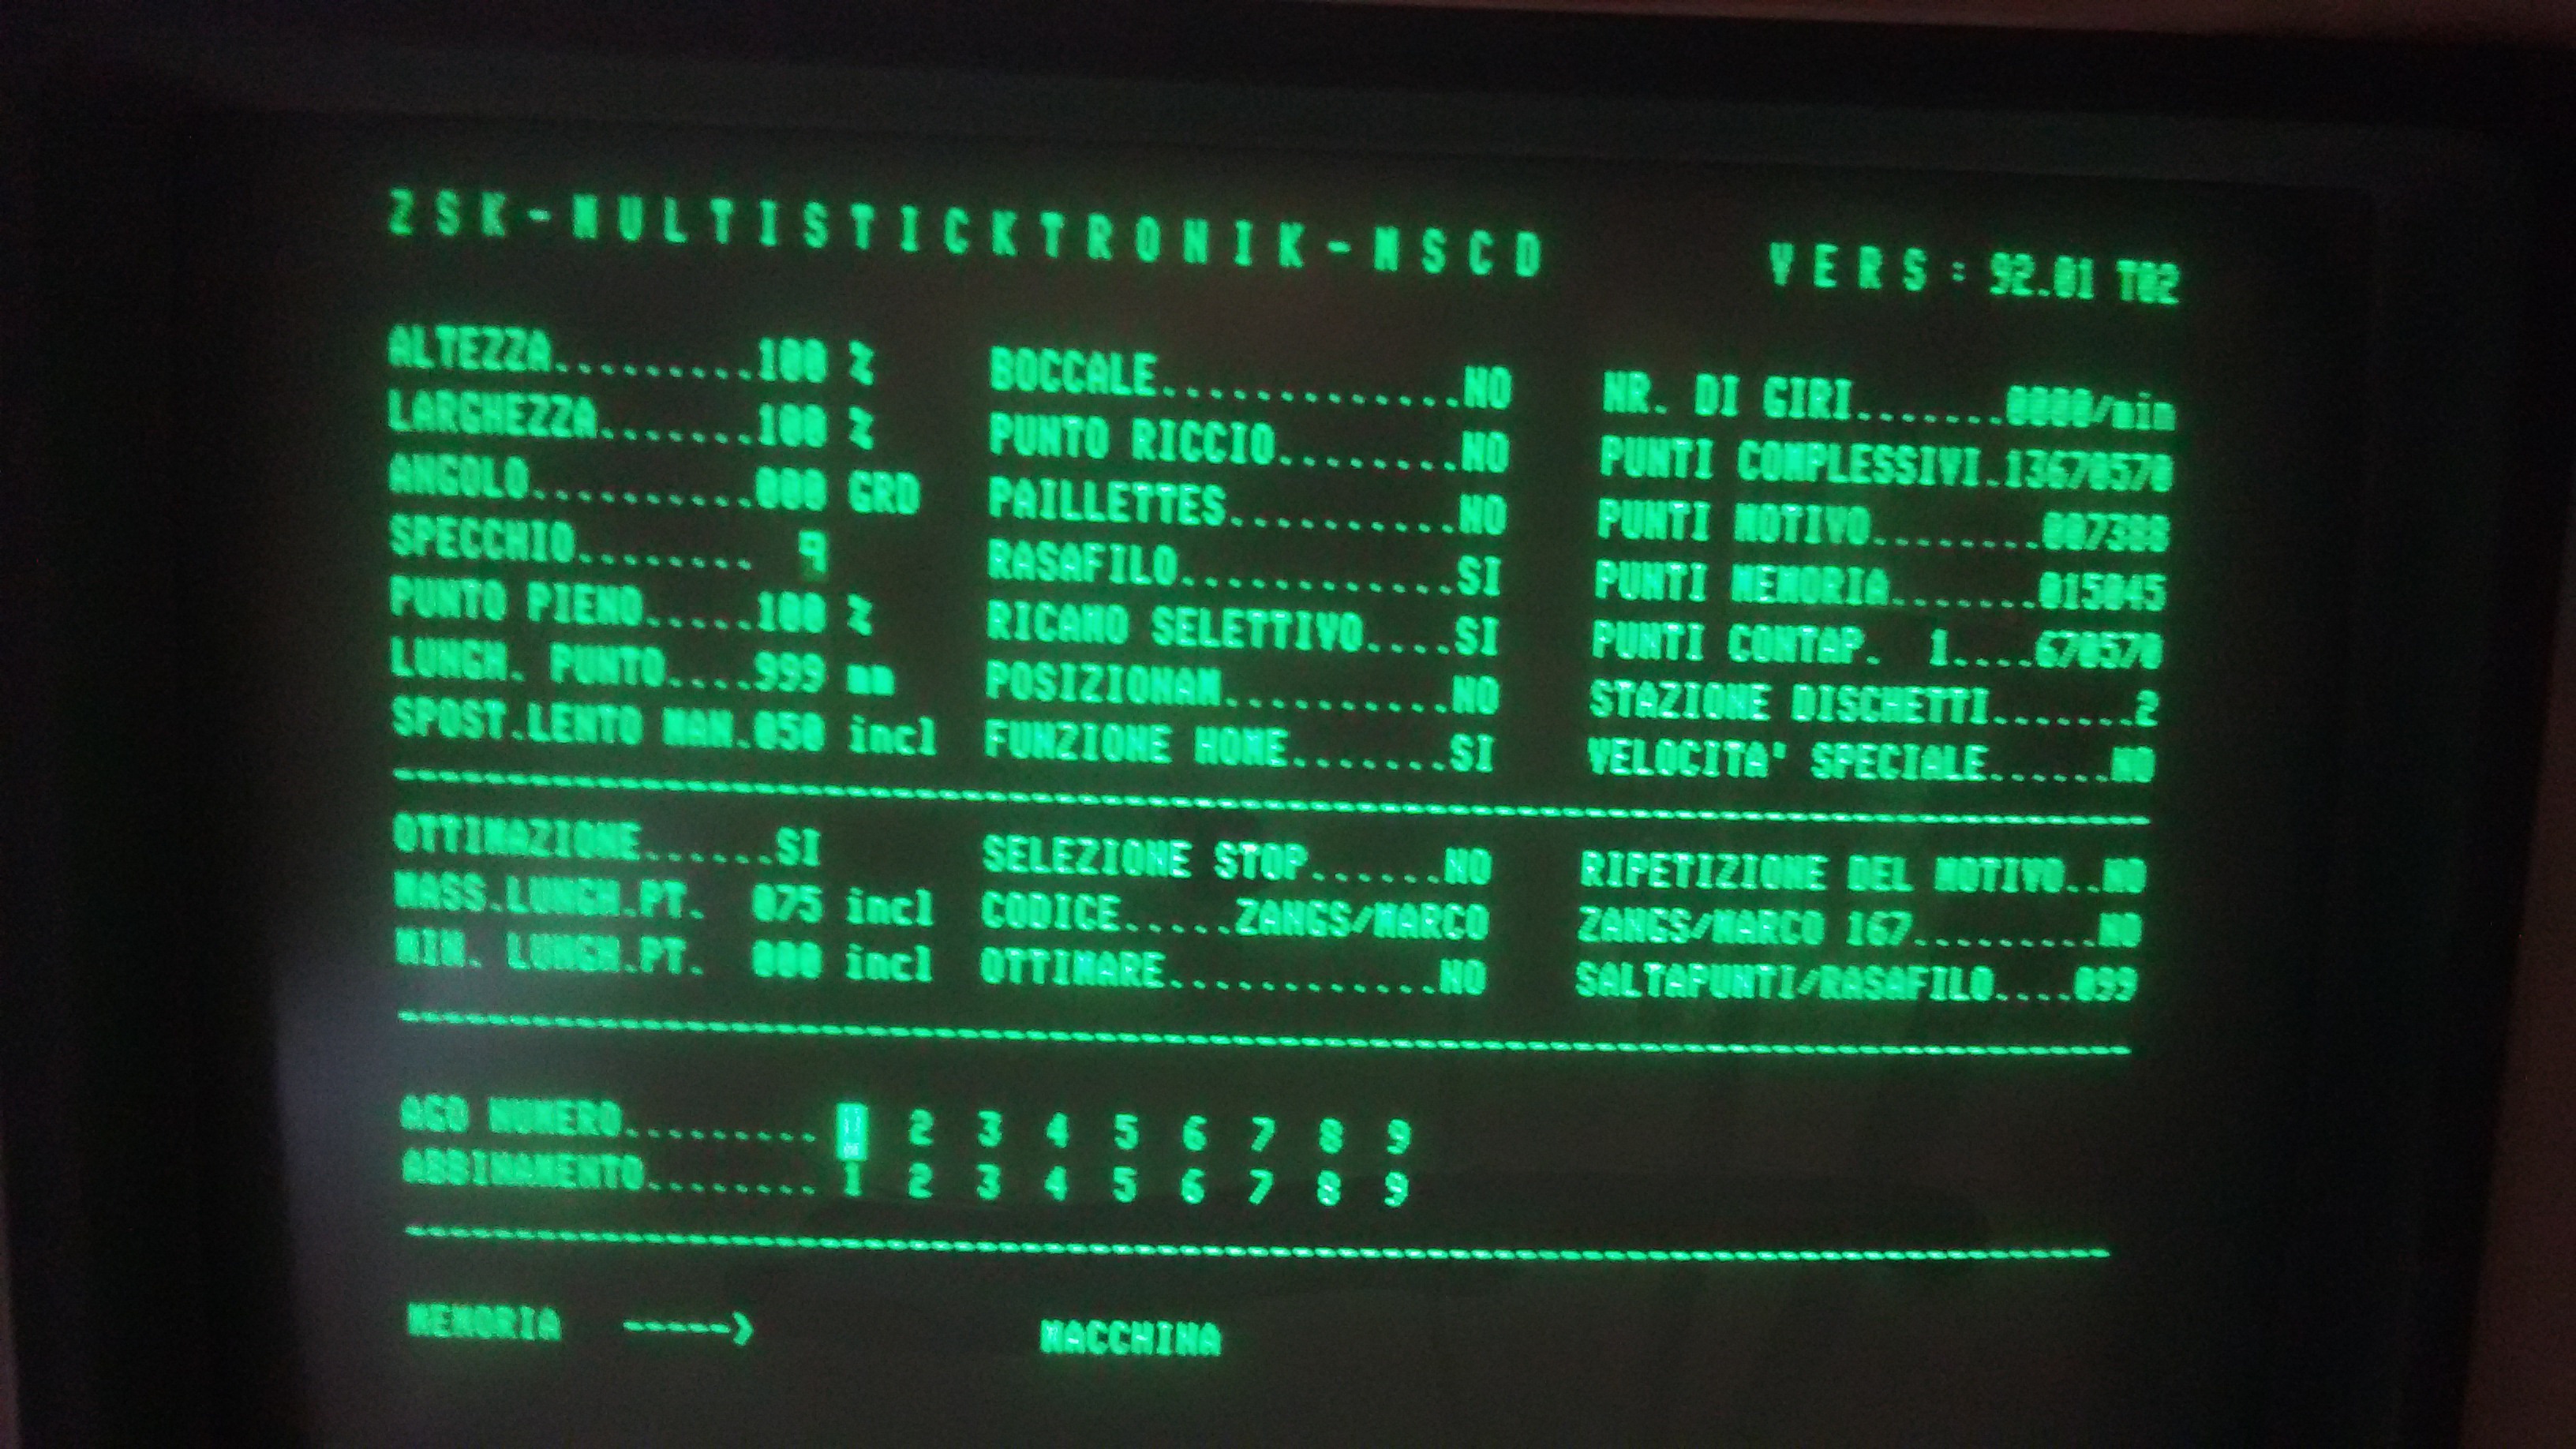 ZSK-MULTISTICKTRONIK-MSCD VERS: 92.01 T02
ALTEZZA.........100 % BOCCALE.............NO NR. DI GIRI.......0000/min
LARGHEZZA.......100 % PUNTO RICCIO........NO PUNTI COMPLESSIVI.13670570
ANGOLO..........000 GRD PAILLETTES..........NO PUNTI MOTIVO........007380
SPECCHIO........ q RASAFILO............SI PUNTI MEMORIA.......015045
PUNTO PIENO.....100 % RICAMO SELETTIVO....SI PUNTI CONTAP. 1....670570
LUNGH. PUNTO....999 mm POSIZIONAM..........NO STAZIONE DISCHETTI.......2
SPOST.LENTO MAN.050 incl FUNZIONE HOME.......SI VELOCITA' SPECIALE......NO
OTTIMAZIONE......SI SELEZIONE STOP......NO RIPETIZIONE DEL MOTIVO..NO
MASS.LUNGH.PT. 075 incl CODICE.....ZANGS/MARCO ZANGS/MARCO 167.........NO
MIN. LUNGH.PT. 000 incl OTTIMARE............NO SALTAPUNTI/RASAFILO....099
AGO NUMERO......... 1 2 3 4 5 6 7 8 9
ABBINAMENTO........ 1 2 3 4 5 6 7 8 9
MEMORIA -----> MACCHINA